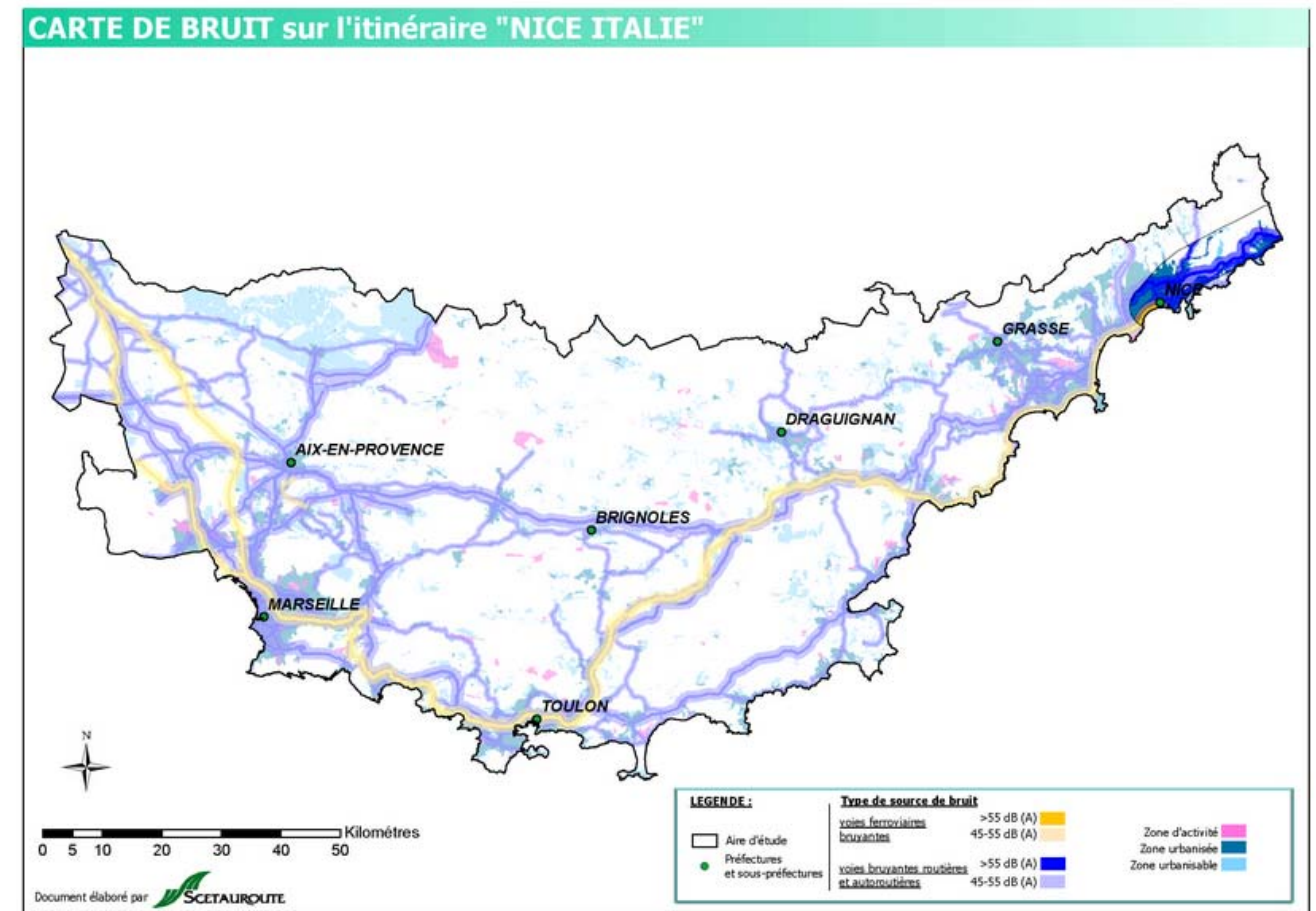 CARTE DE BRUIT sur l'itinéraire "NICE ITALIE"
NICE
GRASSE
DRAGUIGNAN
AIX-EN-PROVENCE
BRIGNOLES
MARSEILLE
TOULON
N
Kilométres
0 5 10 20 30 40 50
Document élaboré par SCETAUROUTE
LEGENDE :
Aire d'étude
Préfectures
et sous-préfectures
Type de source de bruit
voies ferroviaires
bruyantes
>55 dB (A)
45-55 dB (A)
voies bruyantes routières
et autoroutières
>55 dB (A)
45-55 dB (A)
Zone d'activité
Zone urbanisée
Zone urbanisable